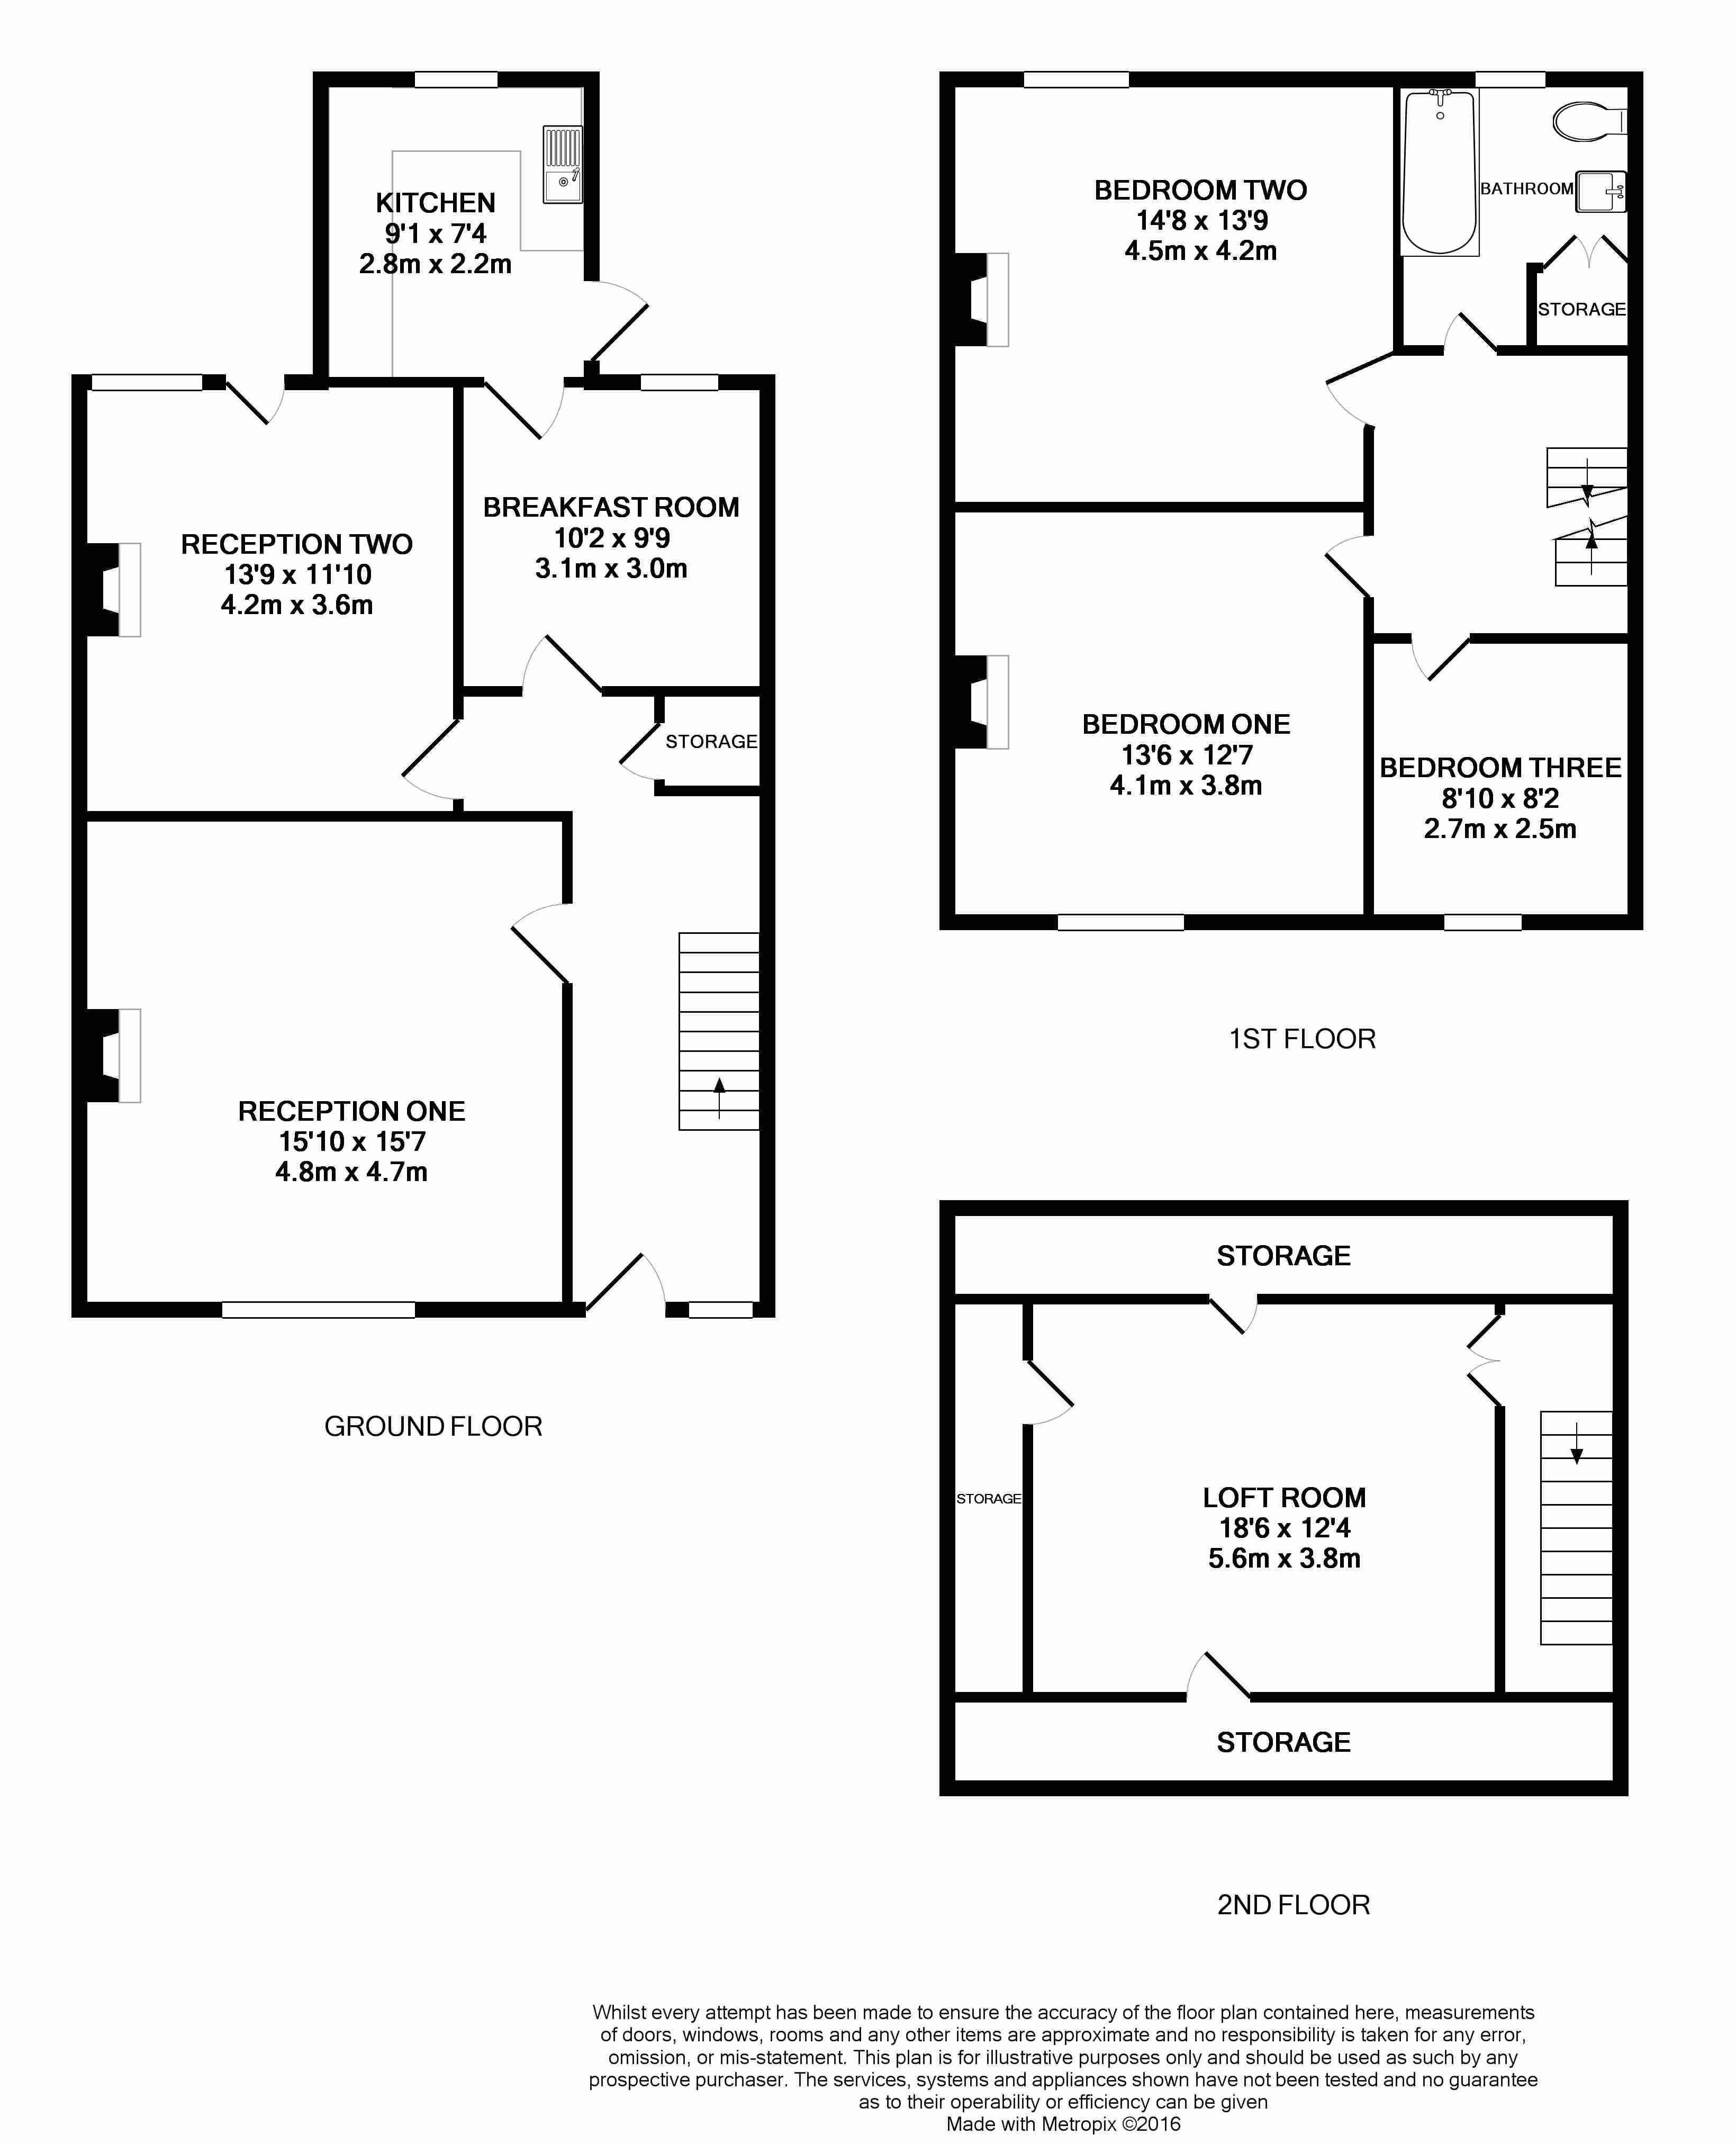 KITCHEN
9'1 x 7'4
2.8m x 2.2m
BREAKFAST ROOM
10'2 x 9'9
3.1m x 3.0m
RECEPTION TWO
13'9 x 11'10
4.2m x 3.6m
STORAGE
RECEPTION ONE
15'10 x 15'7
4.8m x 4.7m
GROUND FLOOR
BEDROOM TWO
14'8 x 13'9
4.5m x 4.2m
BATHROOM
STORAGE
BEDROOM ONE
13'6 x 12'7
4.1m x 3.8m
BEDROOM THREE
8'10 x 8'2
2.7m x 2.5m
1ST FLOOR
STORAGE
STORAGE
LOFT ROOM
18'6 x 12'4
5.6m x 3.8m
STORAGE
2ND FLOOR
Whilst every attempt has been made to ensure the accuracy of the floor plan contained here, measurements
of doors, windows, rooms and any other items are approximate and no responsibility is taken for any error,
omission, or mis-statement. This plan is for illustrative purposes only and should be used as such by any
prospective purchaser. The services, systems and appliances shown have not been tested and no guarantee
as to their operability or efficiency can be given
Made with Metropix ©2016